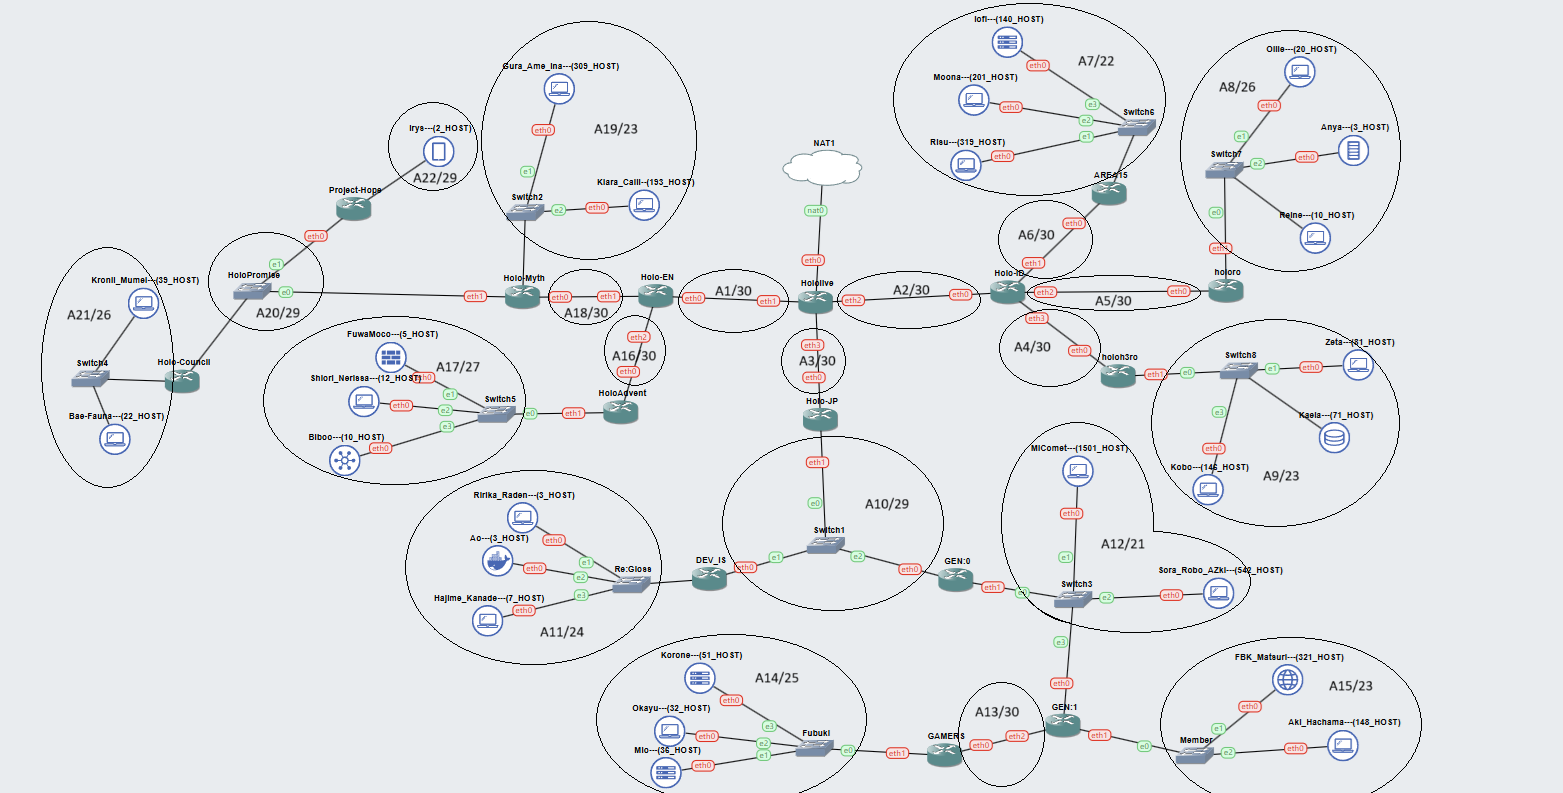 Iofi---(140_HOST)
eth0
A7/22
Moona---(201_HOST)
eth0
e3
e2
e1
Switch6
Risu---(319_HOST)
eth0
AREA15
Ollie---(20_HOST)
A8/26
eth0
e1
Anya---(3_HOST)
Switch7
e2
eth0
e0
Reine---(10_HOST)
eth0
holoro
Gura_Ame_Ina---(309_HOST)
eth0
A19/23
e1
Kiara_Calli---(193_HOST)
Switch2
e2
eth0
Irys---(2_HOST)
A22/29
Project-Hope
eth0
NAT1
nat0
eth0
A6/30
eth0
eth1
Kronii_Mumei---(39_HOST)
A21/26
HoloPromise
e1
e0
A20/29
eth1
Holo-Myth
eth0
eth1
A18/30
Holo-EN
eth0
A1/30
eth1
Hololive
eth2
A2/30
eth0
Holo-ID
eth2
A5/30
eth0
eth3
A4/30
eth0
holoh3ro
eth1
e0
Switch8
e1
eth0
Zeta---(81_HOST)
e3
Kaela---(71_HOST)
eth0
Kobo---(146_HOST)
A9/23
Switch4
Holo-Council
Bae-Fauna---(22_HOST)
FuwaMoco---(5_HOST)
A17/27
eth0
Shiori_Nerissa---(12_HOST)
e1
eth0
e2
Switch5
e3
Biboo---(10_HOST)
eth0
e0
eth1
HoloAdvent
eth2
A16/30
eth0
eth3
A3/30
eth0
Holo-JP
eth1
e0
A10/29
Switch1
e1
e2
eth0
eth0
DEV_IS
GEN:0
eth1
e0
Ririka_Raden---(3_HOST)
eth0
Ao---(3_HOST)
eth0
e1
e2
e3
Re:Gloss
Hajime_Kanade---(7_HOST)
eth0
A11/24
MiComet---(1501_HOST)
eth0
A12/21
e1
Switch3
e2
eth0
Sora_Robo_AZki---(542_HOST)
e3
eth0
GEN:1
Korone---(51_HOST)
A14/25
eth0
Okayu---(32_HOST)
e3
eth0
e2
Fubuki
Mio---(36_HOST)
e1
eth0
e0
eth1
GAMERS
A13/30
eth0
eth2
eth1
e0
Member
FBK_Matsuri---(321_HOST)
A15/23
eth0
e1
Aki_Hachama---(148_HOST)
e2
eth0